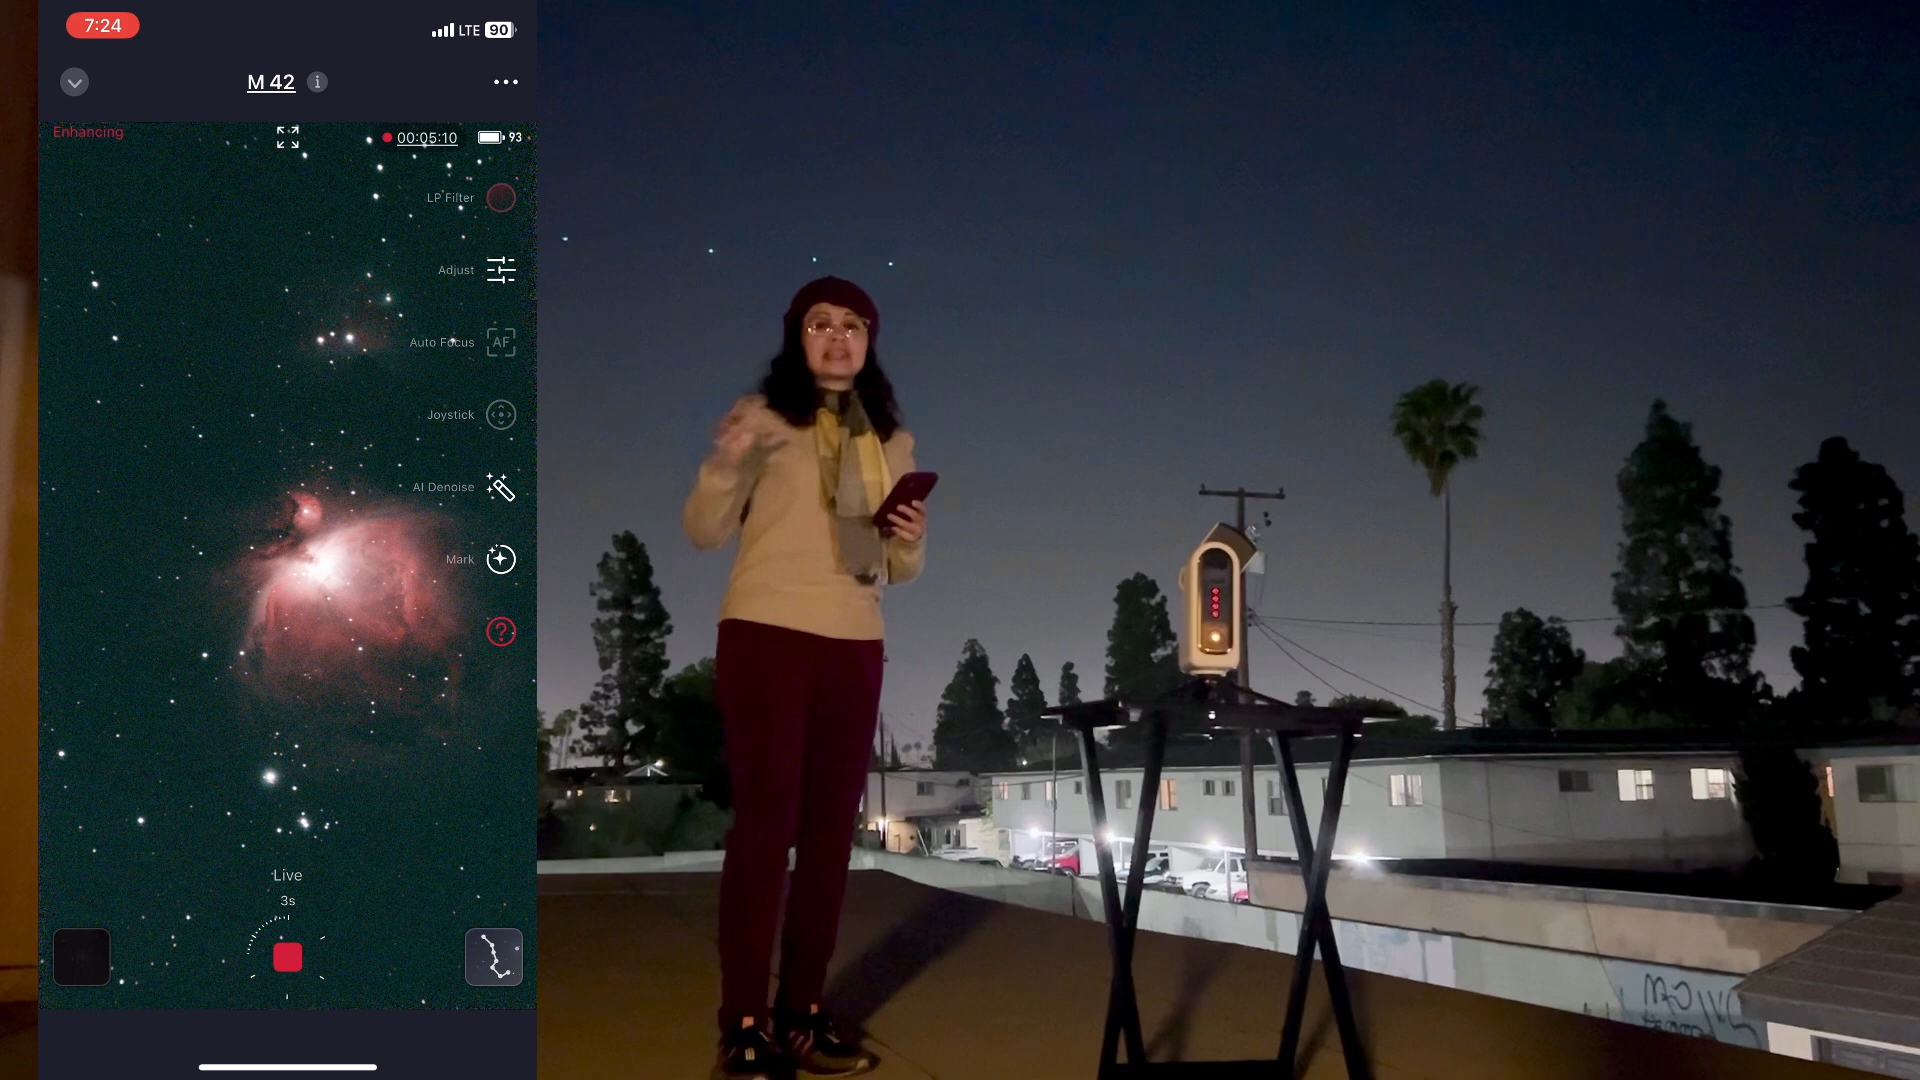 7:24
LTE 90
M 42
Enhancing
00:05:10
93
LP Filter
Adjust
Auto Focus
AF
Joystick
AI Denoise
Mark
?
Live
3s